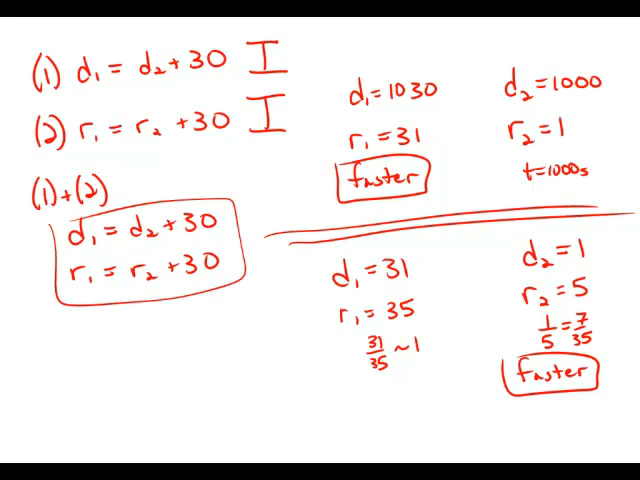 (1) d₁ = d₂ + 30 I
(2) r₁ = r₂ + 30 I
(1) + (2)
d₁ = d₂ + 30
r₁ = r₂ + 30
d₁ = 1030
r₁ = 31
faster
d₂ = 1000
r₂ = 1
t = 1000s
d₁ = 31
r₁ = 35
31/35 ~ 1
d₂ = 1
r₂ = 5
1/5 = 7/35
faster